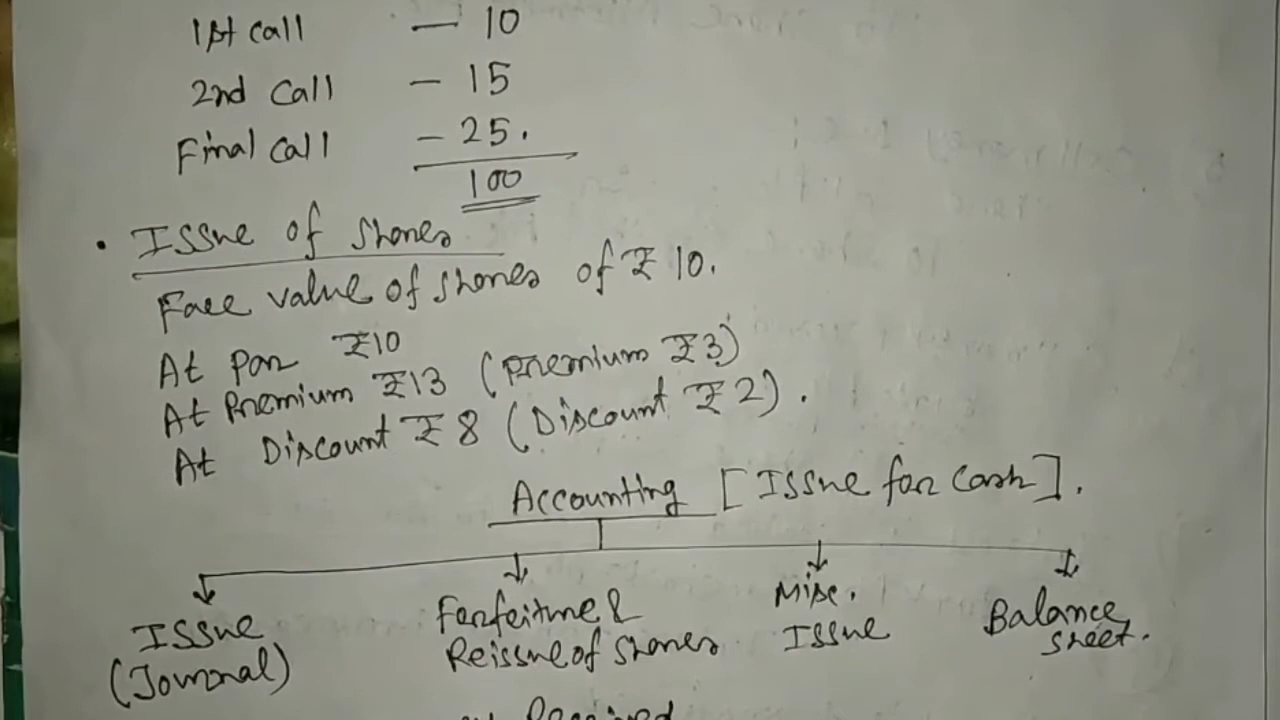 1st call — 10
2nd call — 15
Final call — 25.
100
• Issue of Shares
Face value of shares of ₹ 10.
At par ₹10
At Premium ₹13 (Premium ₹3)
At Discount ₹8 (Discount ₹2).
Accounting [Issue for Cash].
Issue
(Journal)
Forfeiture &
Reissue of shares
Misc.
Issue
Balance
sheet.
Received